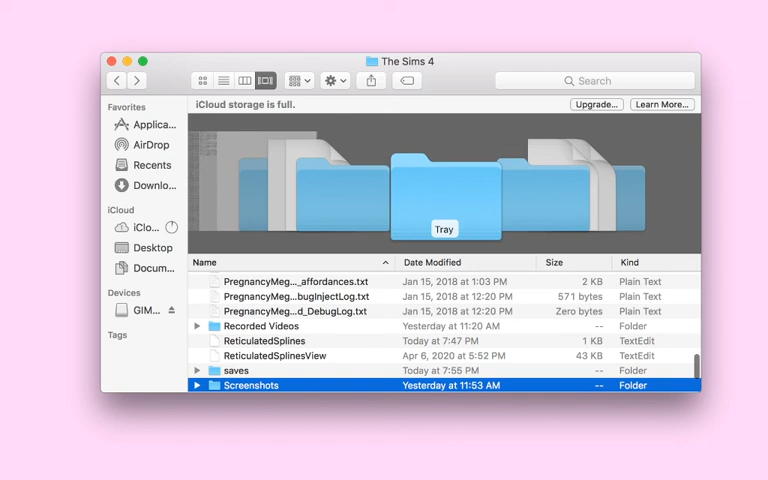 The Sims 4
Search
Favorites
Applica...
AirDrop
Recents
Downlo...
iCloud
iClo...
Desktop
Docum...
Devices
GIM...
Tags
iCloud storage is full.
Upgrade...
Learn More...
Tray
Name Date Modified Size Kind
PregnancyMeg..._affordances.txt Jan 15, 2018 at 1:03 PM 2 KB Plain Text
PregnancyMeg...bugInjectLog.txt Jan 15, 2018 at 12:20 PM 571 bytes Plain Text
PregnancyMeg...d_DebugLog.txt Jan 15, 2018 at 12:20 PM Zero bytes Plain Text
Recorded Videos Yesterday at 11:20 AM -- Folder
ReticulatedSplines Today at 7:47 PM 1 KB TextEdit
ReticulatedSplinesView Apr 6, 2020 at 5:52 PM 43 KB TextEdit
saves Today at 7:55 PM -- Folder
Screenshots Yesterday at 11:53 AM -- Folder